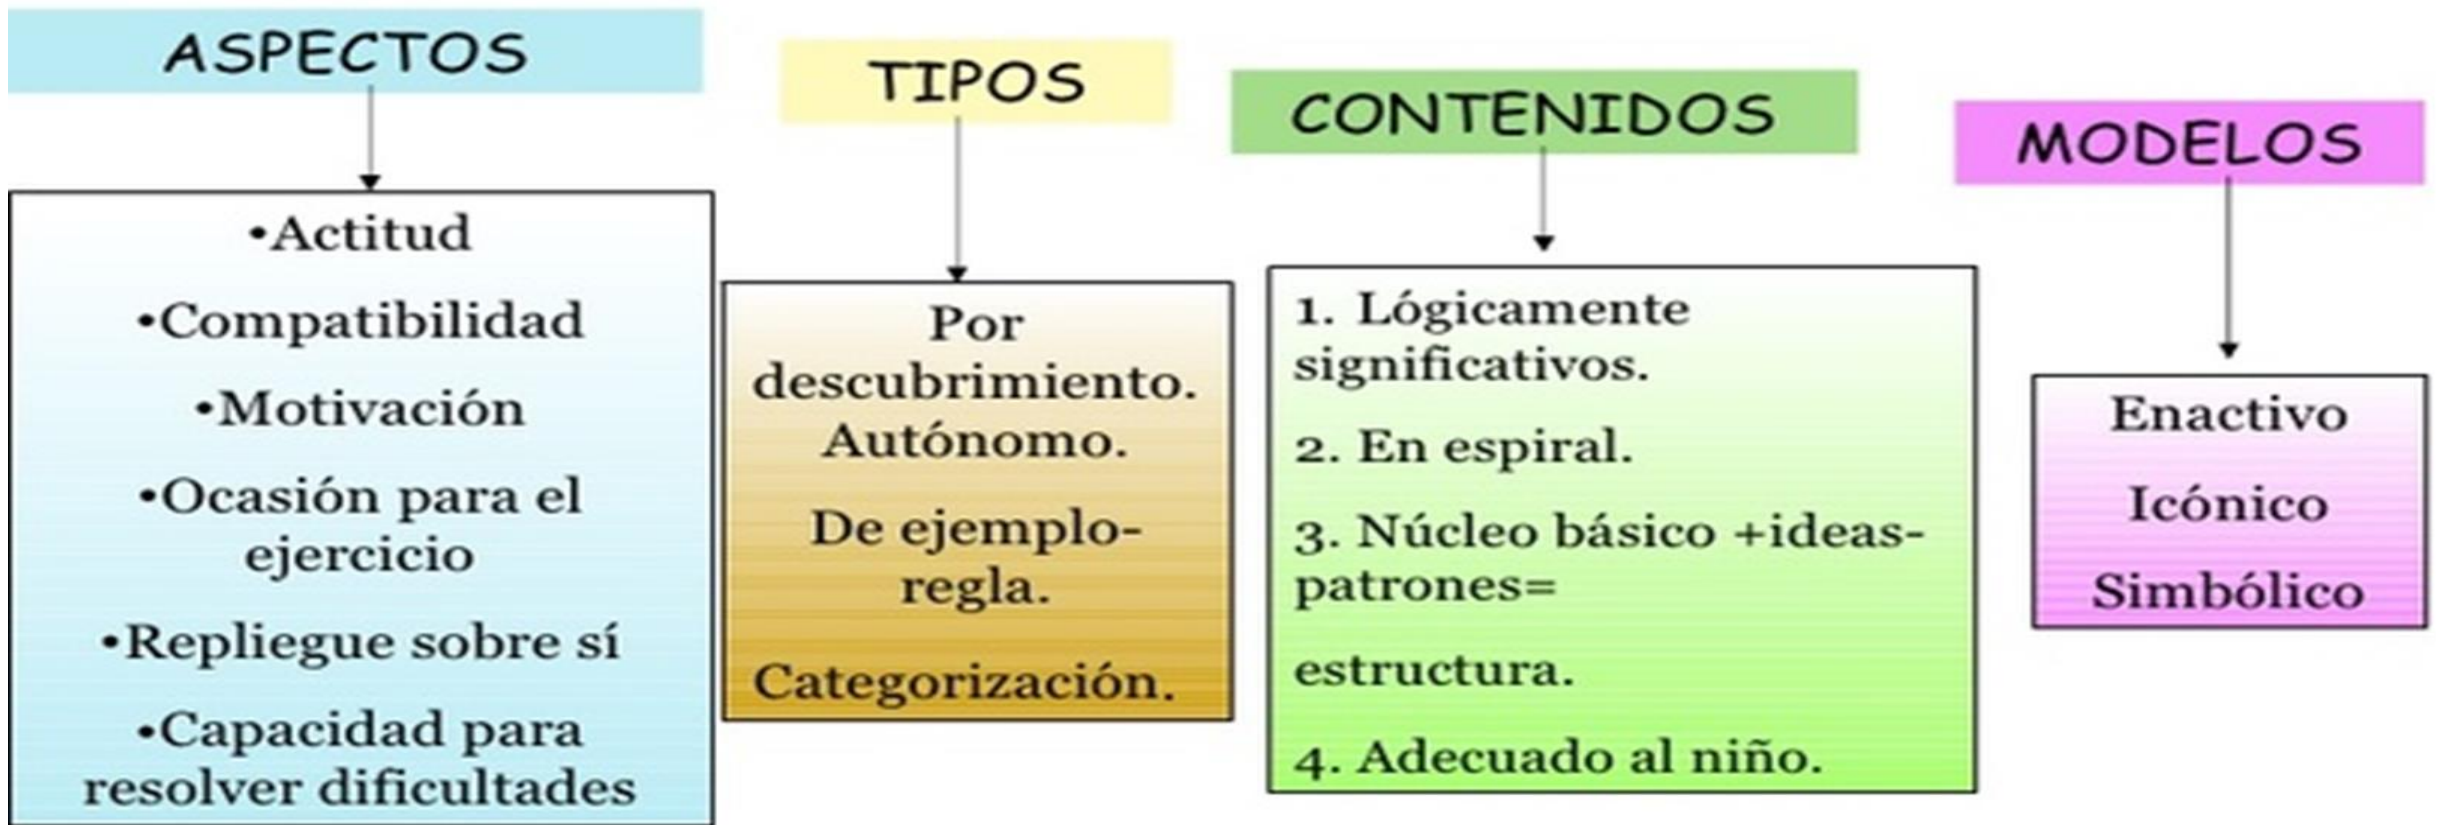 ASPECTOS
•Actitud
•Compatibilidad
•Motivación
•Ocasión para el
ejercicio
•Repliegue sobre sí
•Capacidad para
resolver dificultades
TIPOS
Por
descubrimiento.
Autónomo.
De ejemplo-
regla.
Categorización.
CONTENIDOS
1. Lógicamente
significativos.
2. En espiral.
3. Núcleo básico +ideas-
patrones=
estructura.
4. Adecuado al niño.
MODELOS
Enactivo
Icónico
Simbólico